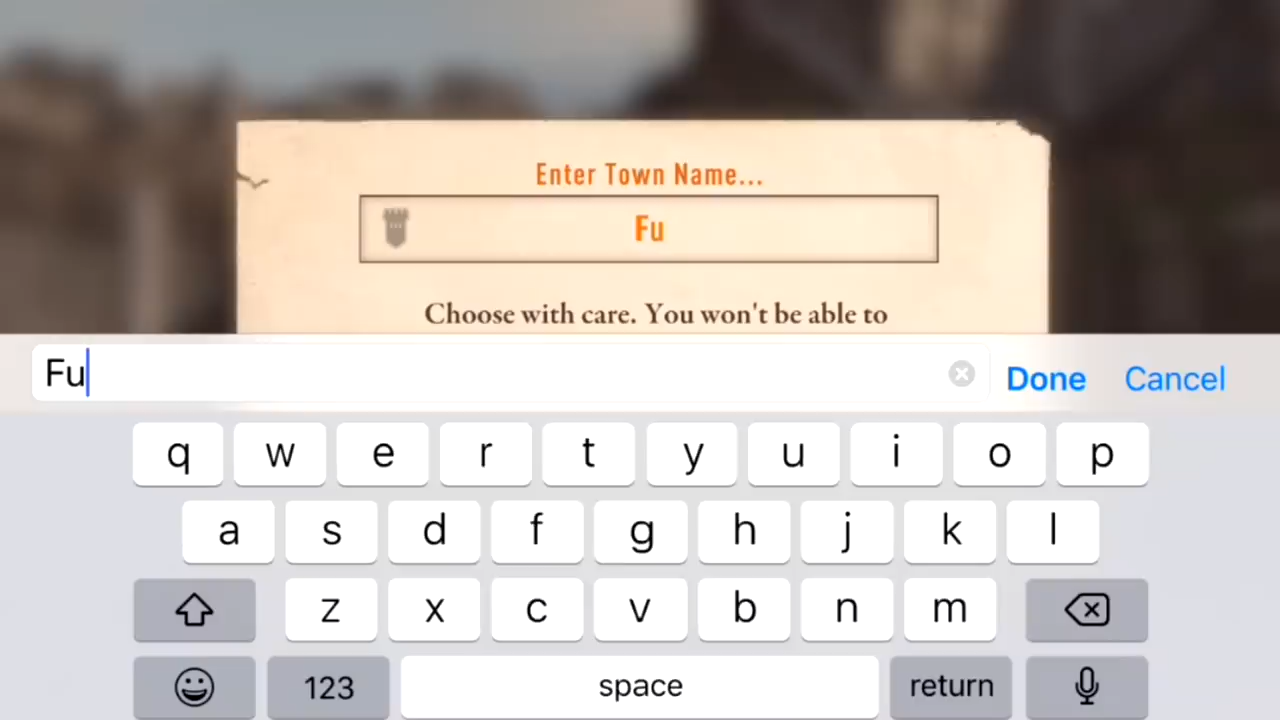 Enter Town Name...
Fu
Choose with care. You won't be able to
Fu
Done Cancel
q w e r t y u i o p
a s d f g h j k l
z x c v b n m
123 space return